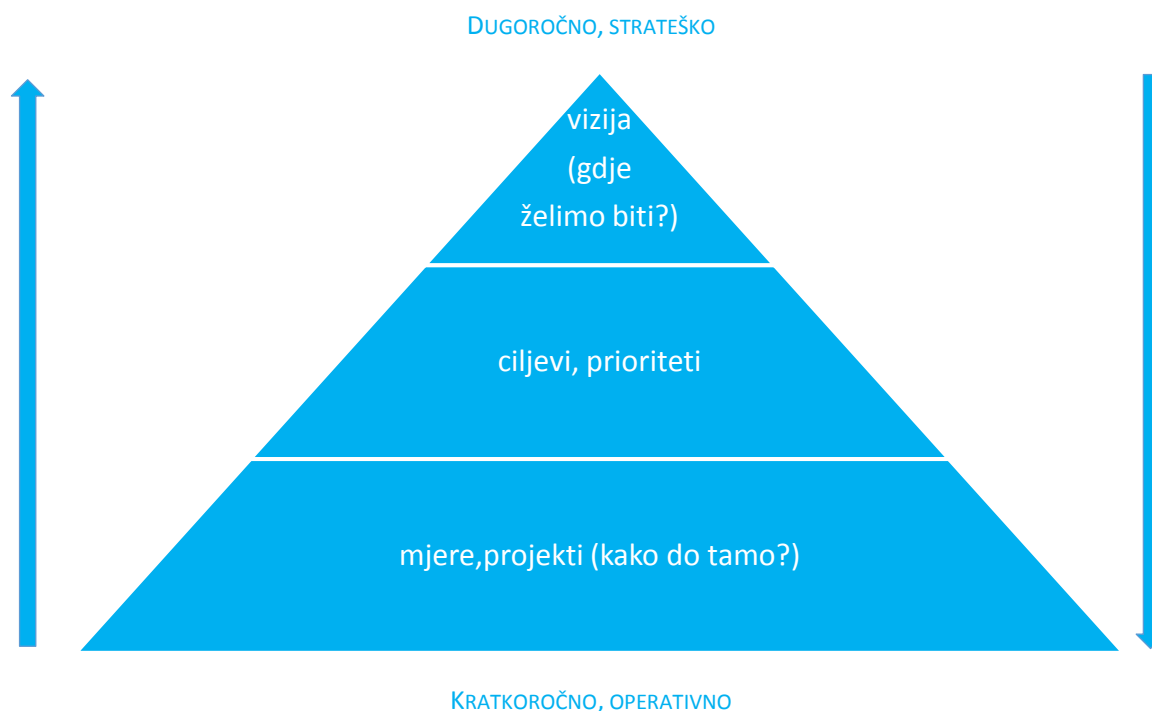 DUGOROČNO, STRATEŠKO
vizija
(gdje
želimo biti?)
ciljevi, prioriteti
mjere,projekti (kako do tamo?)
KRATKOROČNO, OPERATIVNO